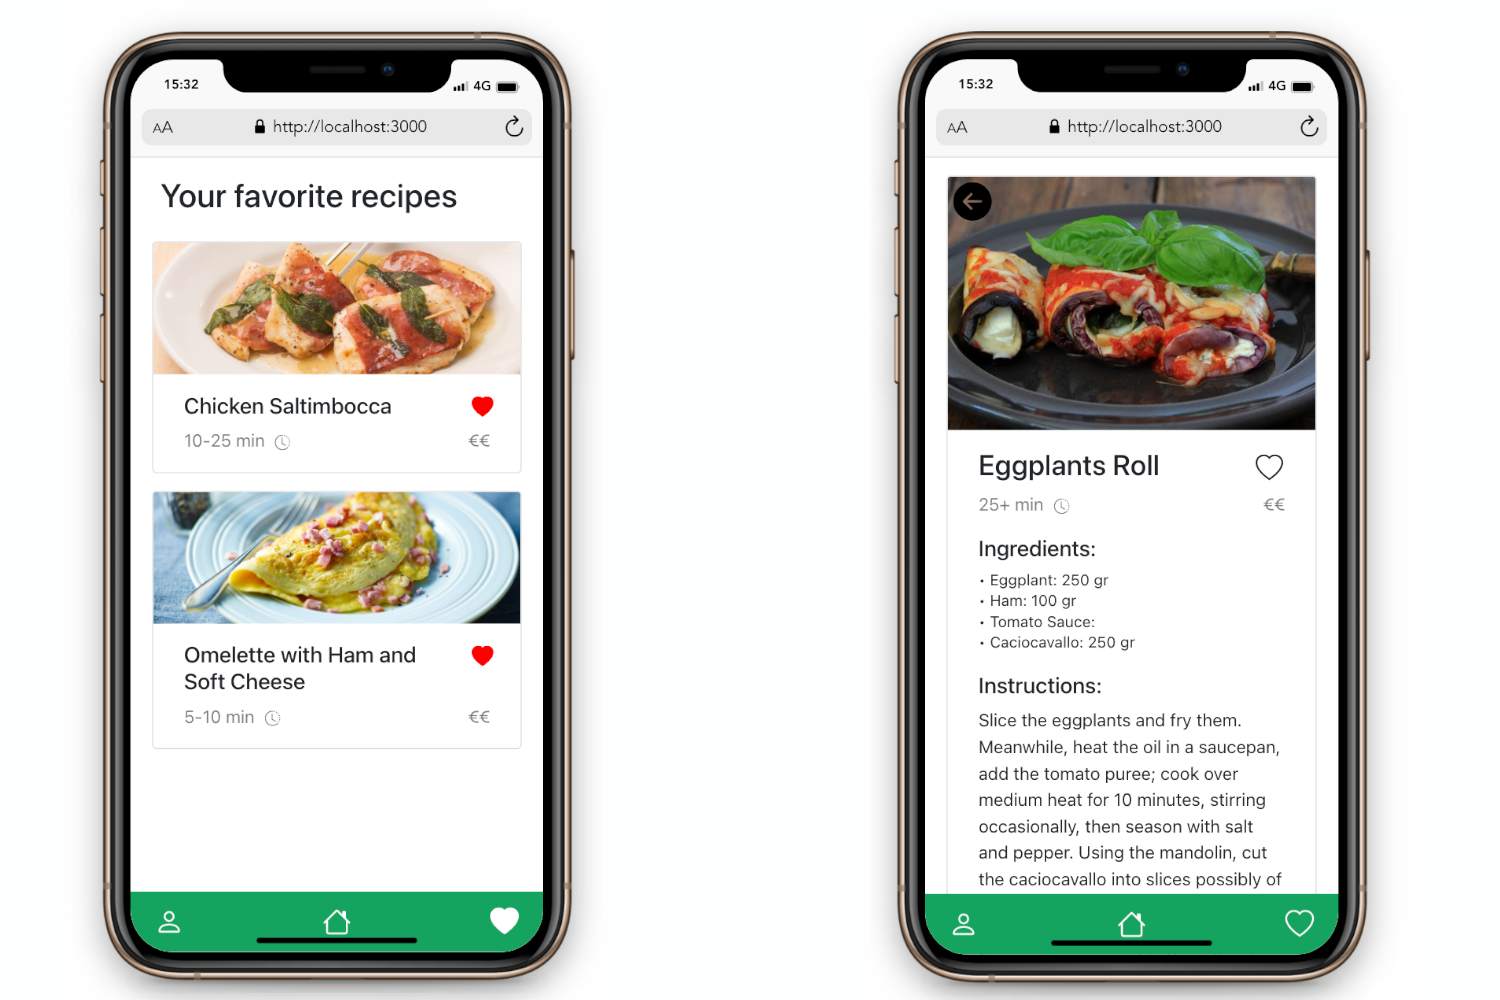 15:32
4G
AA
http://localhost:3000
Your favorite recipes
Chicken Saltimbocca
10-25 min
€€
Omelette with Ham and
Soft Cheese
5-10 min
€€
15:32
4G
AA
http://localhost:3000
Eggplants Roll
25+ min
€€
Ingredients:
• Eggplant: 250 gr
• Ham: 100 gr
• Tomato Sauce:
• Caciocavallo: 250 gr
Instructions:
Slice the eggplants and fry them.
Meanwhile, heat the oil in a saucepan,
add the tomato puree; cook over
medium heat for 10 minutes, stirring
occasionally, then season with salt
and pepper. Using the mandolin, cut
the caciocavallo into slices possibly of